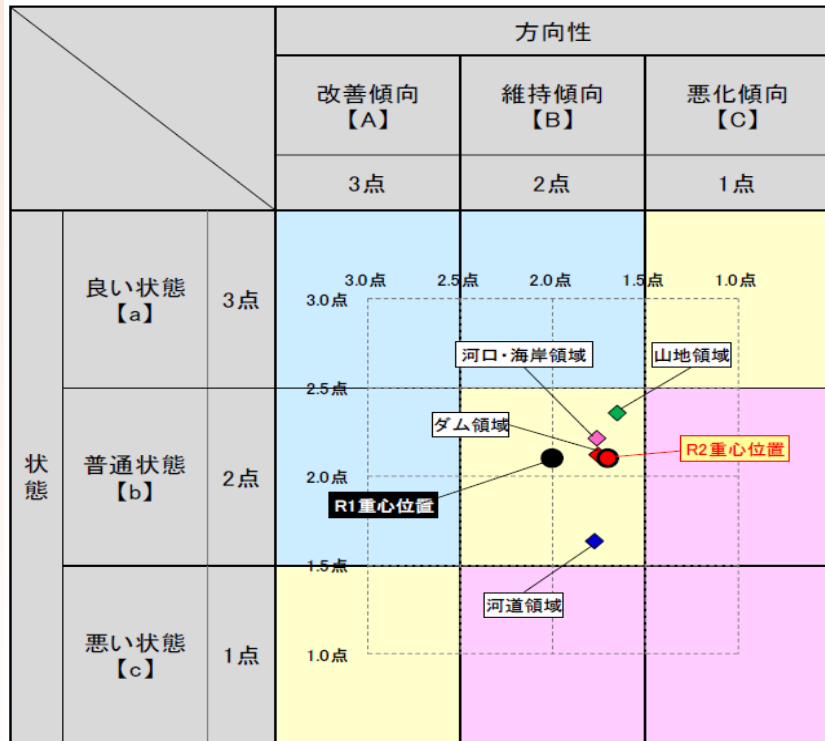 方向性
改善傾向
【A】
維持傾向
【B】
悪化傾向
【C】
3点
2点
1点
状態
良い状態
【a】
3点
普通状態
【b】
2点
悪い状態
【c】
1点
3.0点
2.5点
2.0点
1.5点
1.0点
3.0点
2.5点
2.0点
1.5点
1.0点
河口・海岸領域
山地領域
ダム領域
R2重心位置
R1重心位置
河道領域